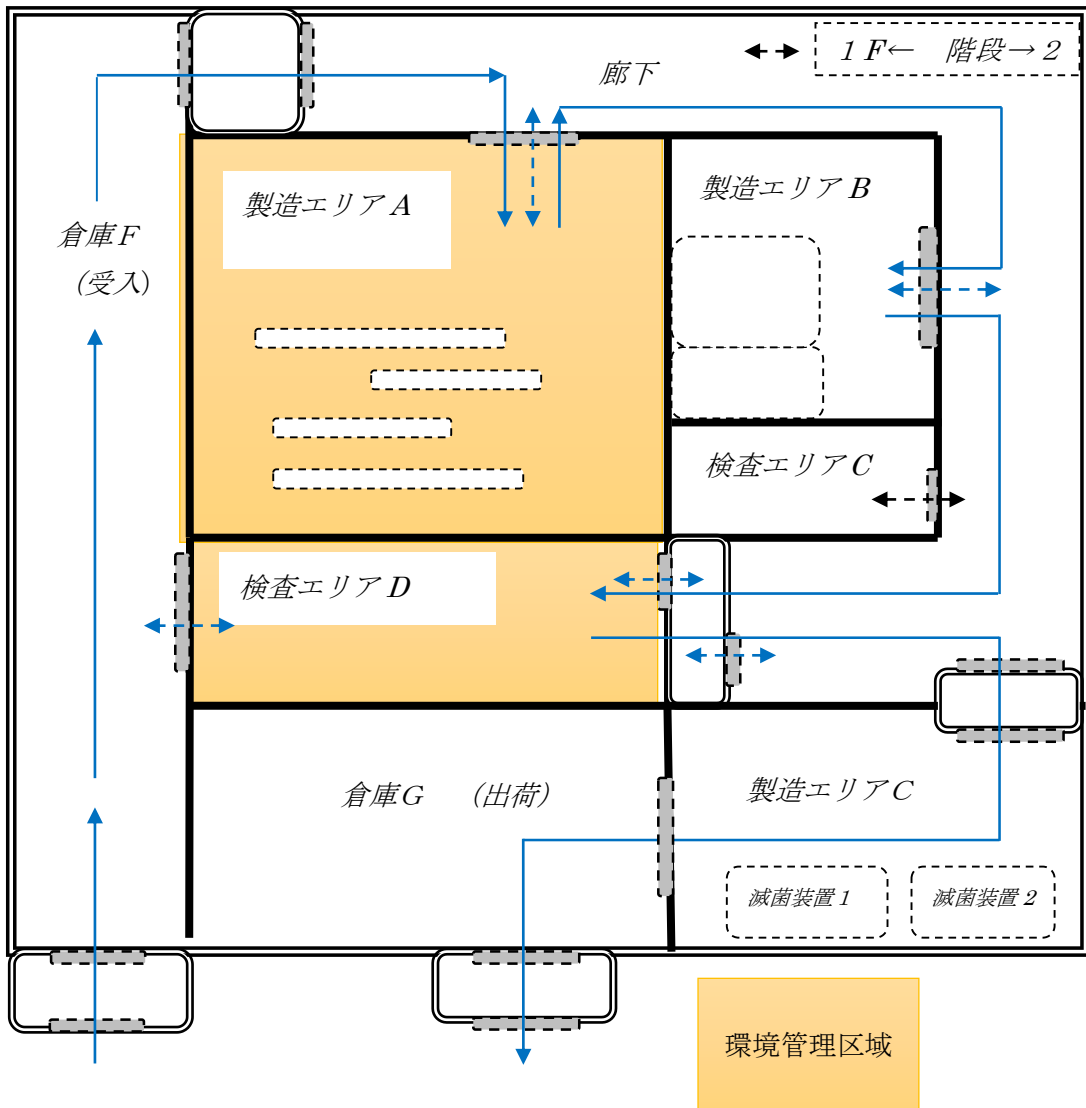 1F← 階段→2
廊下
製造エリアA
製造エリアB
倉庫F
(受入)
検査エリアC
検査エリアD
倉庫G (出荷)
製造エリアC
滅菌装置1
滅菌装置2
環境管理区域